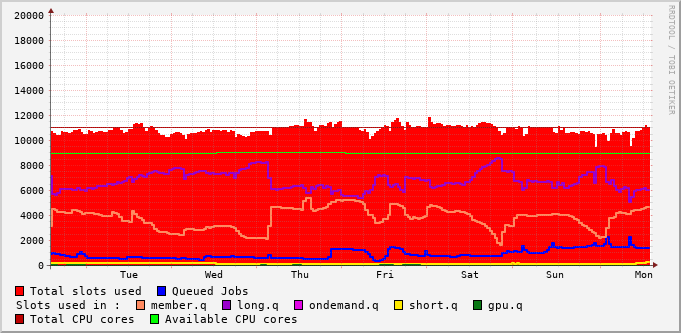 RRDTOOL / TOBI OETIKER
20000
18000
16000
14000
12000
10000
8000
6000
4000
2000
0
Tue Wed Thu Fri Sat Sun Mon
Total slots used Queued Jobs
Slots used in : member.q long.q ondemand.q short.q gpu.q
Total CPU cores Available CPU cores